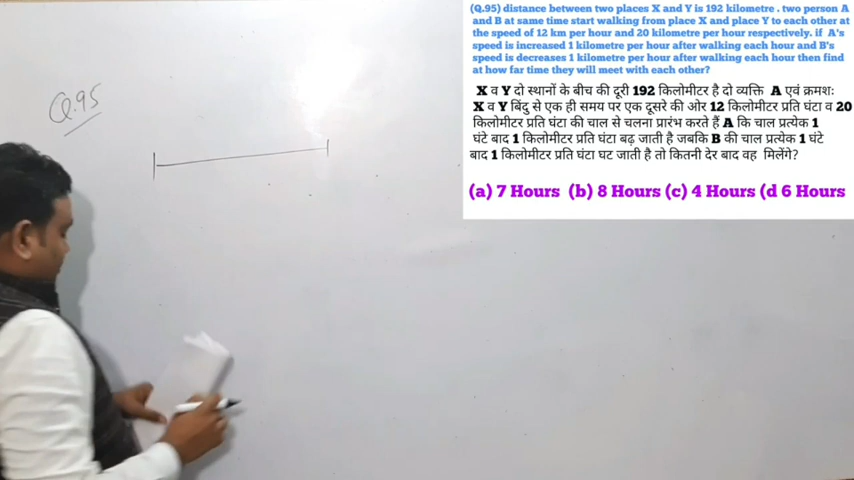 (Q.95) distance between two places X and Y is 192 kilometre . two person A
and B at same time start walking from place X and place Y to each other at
the speed of 12 km per hour and 20 kilometre per hour respectively. if A's
speed is increased 1 kilometre per hour after walking each hour and B's
speed is decreases 1 kilometre per hour after walking each hour then find
at how far time they will meet with each other?
X व Y दो स्थानों के बीच की दूरी 192 किलोमीटर है दो व्यक्ति A एवं क्रमशः
X व Y बिंदु से एक ही समय पर एक दूसरे की ओर 12 किलोमीटर प्रति घंटा व 20
किलोमीटर प्रति घंटा की चाल से चलना प्रारंभ करते हैं A कि चाल प्रत्येक 1
घंटे बाद 1 किलोमीटर प्रति घंटा बढ़ जाती है जबकि B की चाल प्रत्येक 1 घंटे
बाद 1 किलोमीटर प्रति घंटा घट जाती है तो कितनी देर बाद वह मिलेंगे?
(a) 7 Hours (b) 8 Hours (c) 4 Hours (d 6 Hours
Q.95